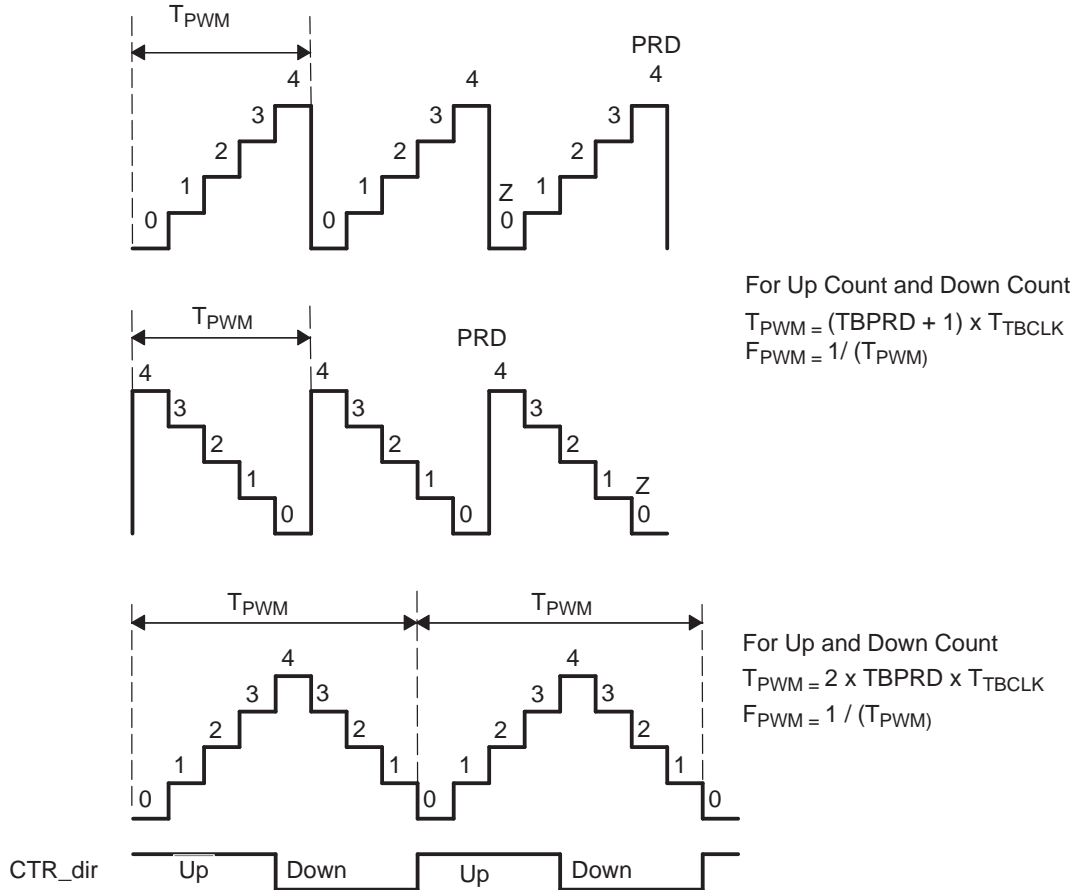 TPWM
PRD
4
4
4
3
3
3
2
2
2
1
1
1
Z
0
0
0
For Up Count and Down Count
TPWM = (TBPRD + 1) x TTBCLK
FPWM = 1/ (TPWM)
TPWM
PRD
4
4
4
3
3
3
2
2
2
1
1
1
Z
0
0
0
TPWM
TPWM
For Up and Down Count
TPWM = 2 x TBPRD x TTBCLK
FPWM = 1 / (TPWM)
4
4
3
3
3
3
2
2
2
2
1
1
1
1
0
0
0
CTR_dir
Up
Down
Up
Down